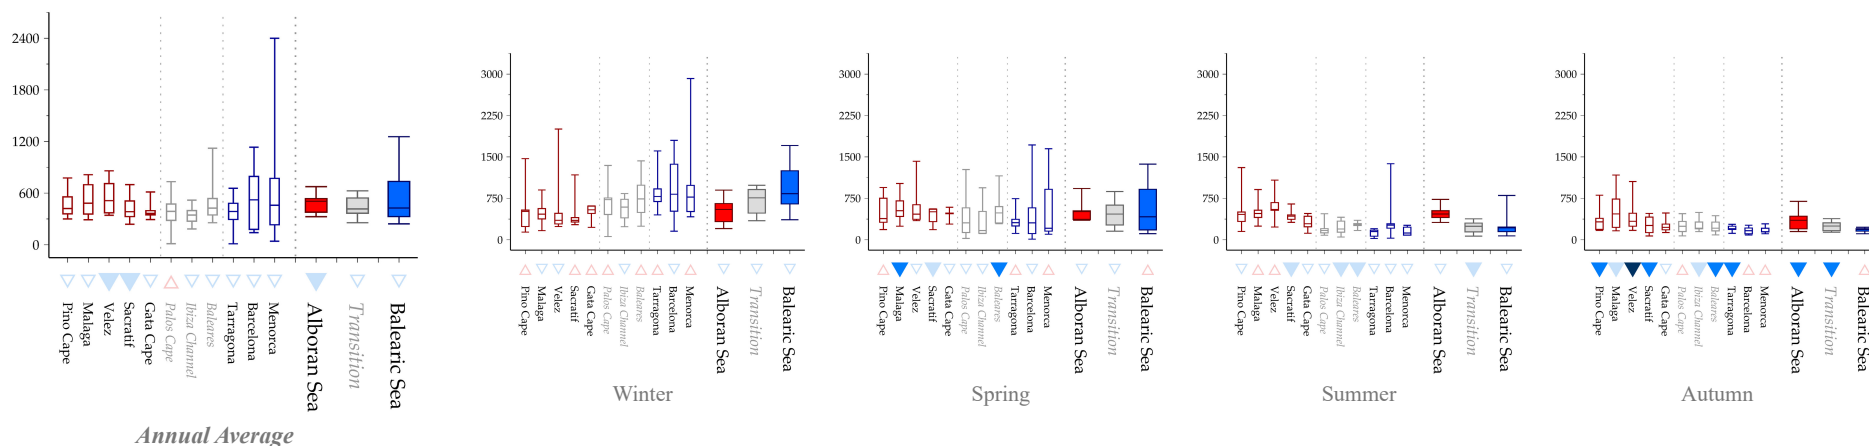 2400
1800
1200
600
0
Pino Cape
Malaga
Velez
Sacratif
Gata Cape
Palos Cape
Ibiza Channel
Baleares
Tarragona
Barcelona
Menorca
Alboran Sea
Transition
Balearic Sea
Annual Average
3000
2250
1500
750
0
Pino Cape
Malaga
Velez
Sacratif
Gata Cape
Palos Cape
Ibiza Channel
Baleares
Tarragona
Barcelona
Menorca
Alboran Sea
Transition
Balearic Sea
Winter
3000
2250
1500
750
0
Pino Cape
Malaga
Velez
Sacratif
Gata Cape
Palos Cape
Ibiza Channel
Baleares
Tarragona
Barcelona
Menorca
Alboran Sea
Transition
Balearic Sea
Spring
3000
2250
1500
750
0
Pino Cape
Malaga
Velez
Sacratif
Gata Cape
Palos Cape
Ibiza Channel
Baleares
Tarragona
Barcelona
Menorca
Alboran Sea
Transition
Balearic Sea
Summer
3000
2250
1500
750
0
Pino Cape
Malaga
Velez
Sacratif
Gata Cape
Palos Cape
Ibiza Channel
Baleares
Tarragona
Barcelona
Menorca
Alboran Sea
Transition
Balearic Sea
Autumn